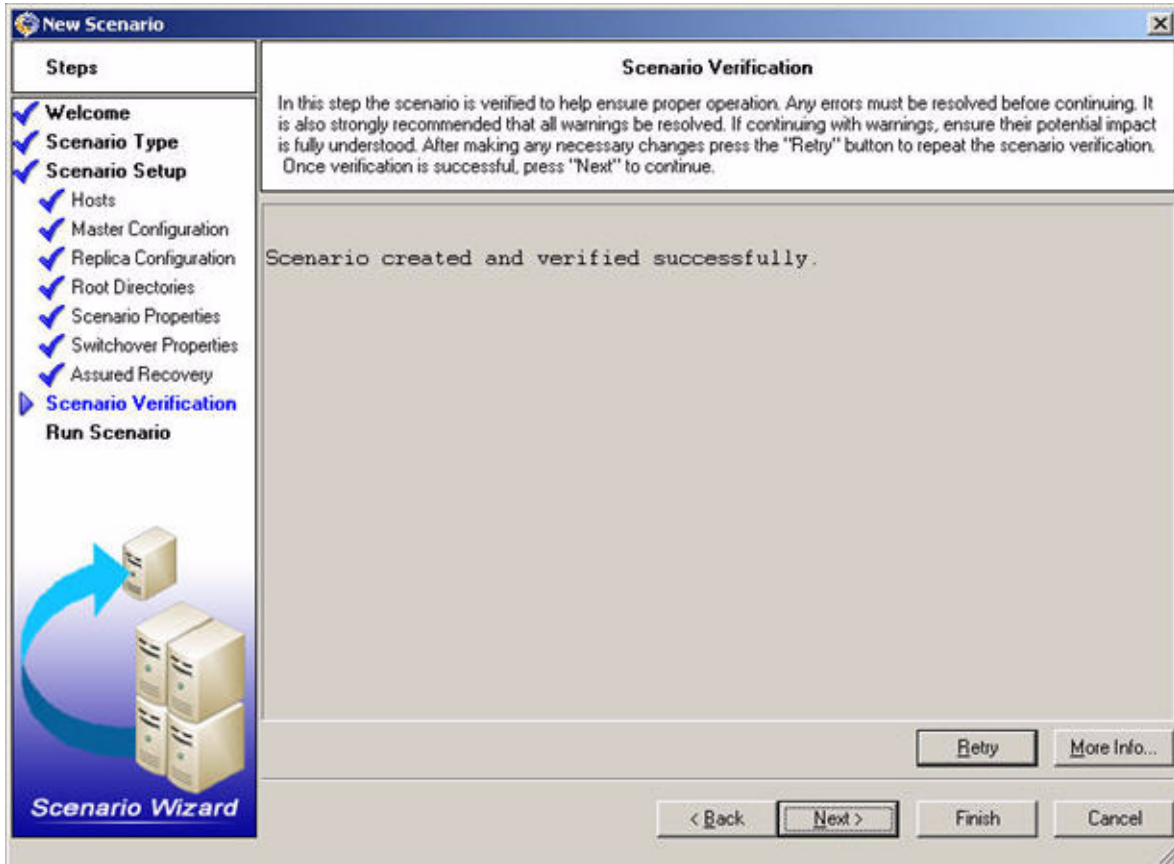 New Scenario
Steps
Welcome
Scenario Type
Scenario Setup
Hosts
Master Configuration
Replica Configuration
Root Directories
Scenario Properties
Switchover Properties
Assured Recovery
Scenario Verification
Run Scenario
Scenario Wizard
Scenario Verification
In this step the scenario is verified to help ensure proper operation. Any errors must be resolved before continuing. It
is also strongly recommended that all warnings be resolved. If continuing with warnings, ensure their potential impact
is fully understood. After making any necessary changes press the "Retry" button to repeat the scenario verification.
Once verification is successful, press "Next" to continue.
Scenario created and verified successfully.
Retry
More Info...
< Back
Next >
Finish
Cancel